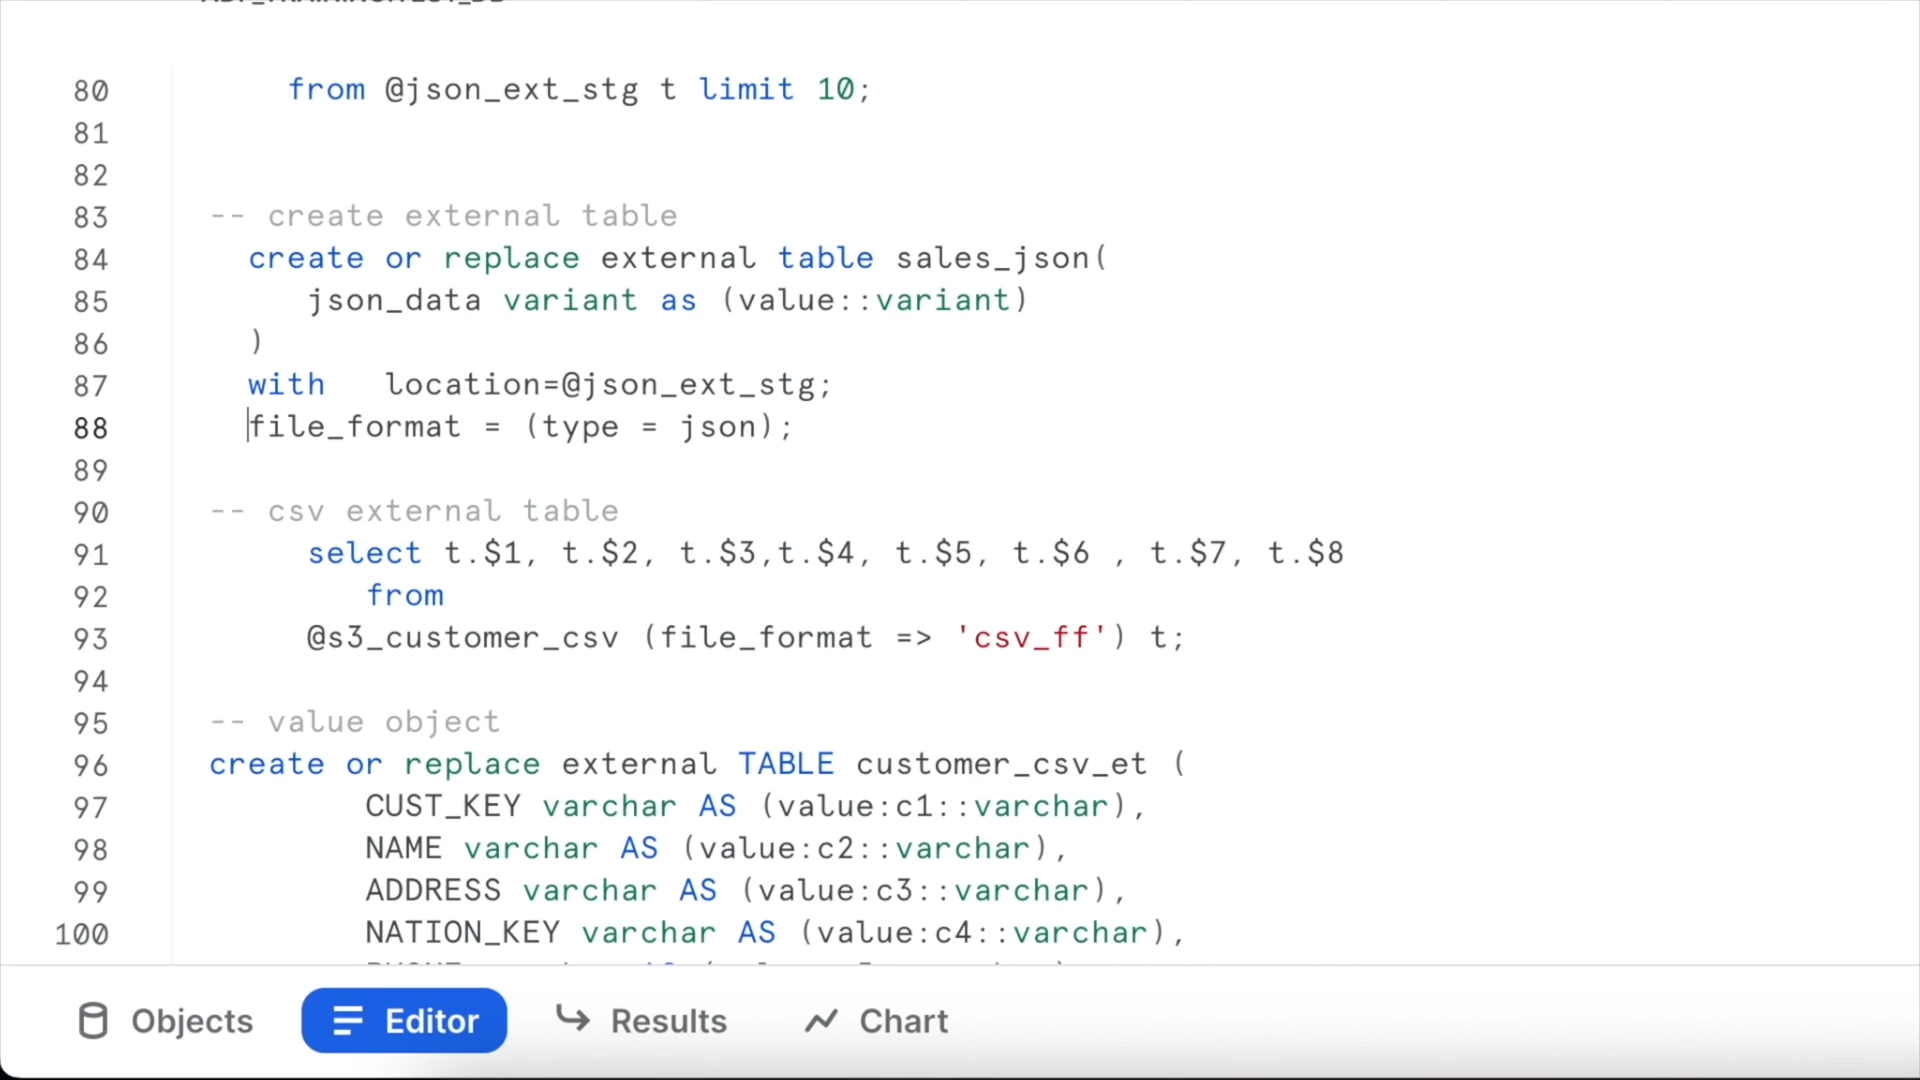 80 from @json_ext_stg t limit 10;
81
82
83 -- create external table
84 create or replace external table sales_json(
85 json_data variant as (value::variant)
86 )
87 with location=@json_ext_stg;
88 file_format = (type = json);
89
90 -- csv external table
91 select t.$1, t.$2, t.$3,t.$4, t.$5, t.$6 , t.$7, t.$8
92 from
93 @s3_customer_csv (file_format => 'csv_ff') t;
94
95 -- value object
96 create or replace external TABLE customer_csv_et (
97 CUST_KEY varchar AS (value:c1::varchar),
98 NAME varchar AS (value:c2::varchar),
99 ADDRESS varchar AS (value:c3::varchar),
100 NATION_KEY varchar AS (value:c4::varchar),
Objects Editor Results Chart